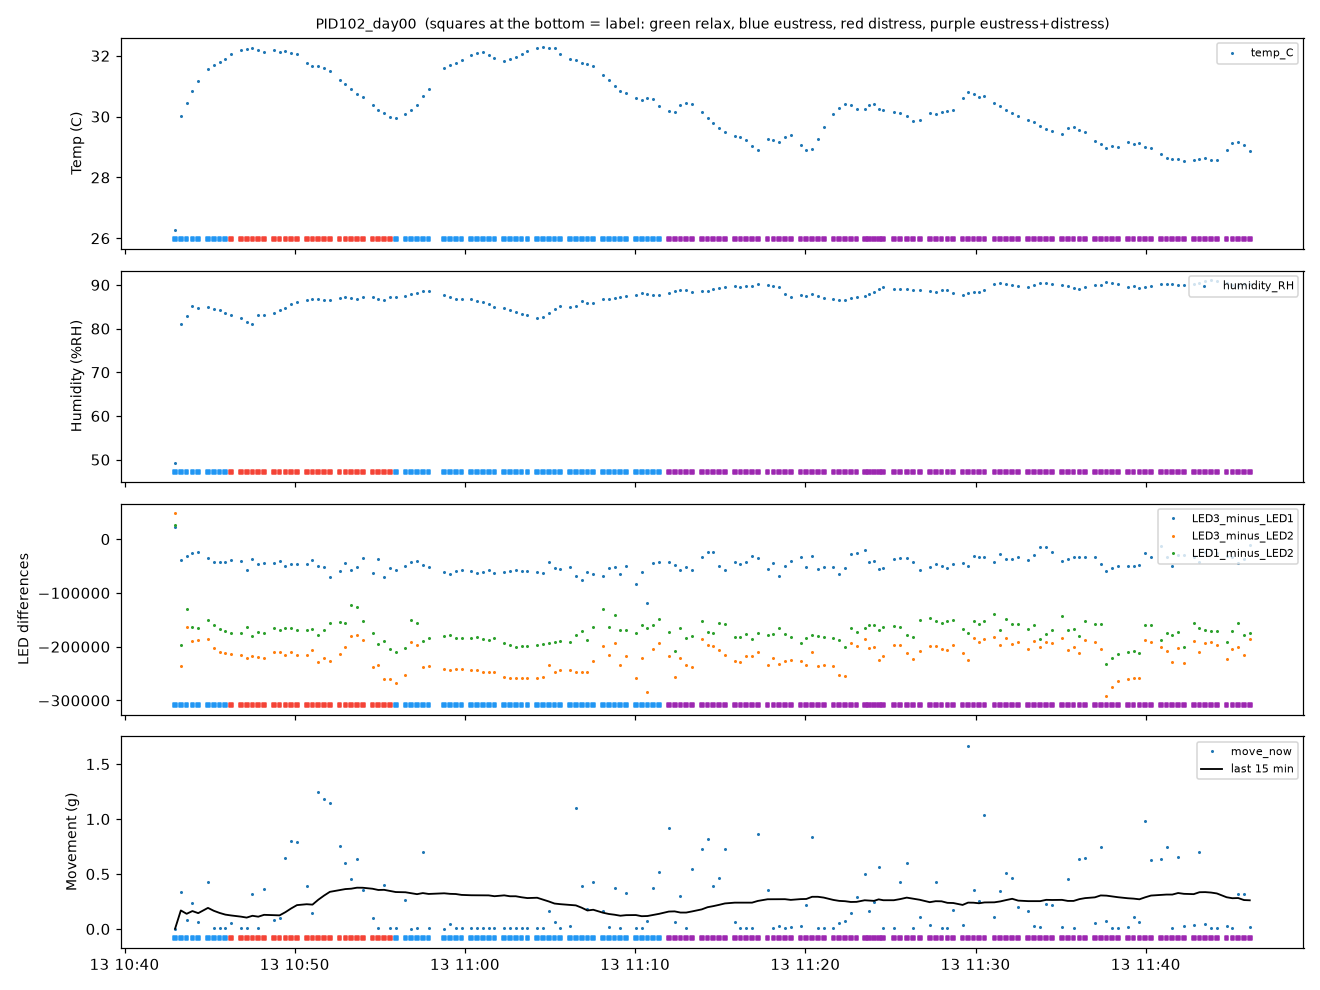 PID102_day00  (squares at the bottom = label: green relax, blue eustress, red distress, purple eustress+distress)
temp_C
Temp (C)
32
30
28
26
humidity_RH
Humidity (%RH)
90
80
70
60
50
LED3_minus_LED1
LED3_minus_LED2
LED1_minus_LED2
LED differences
0
−100000
−200000
−300000
move_now
last 15 min
Movement (g)
1.5
1.0
0.5
0.0
13 10:40
13 10:50
13 11:00
13 11:10
13 11:20
13 11:30
13 11:40